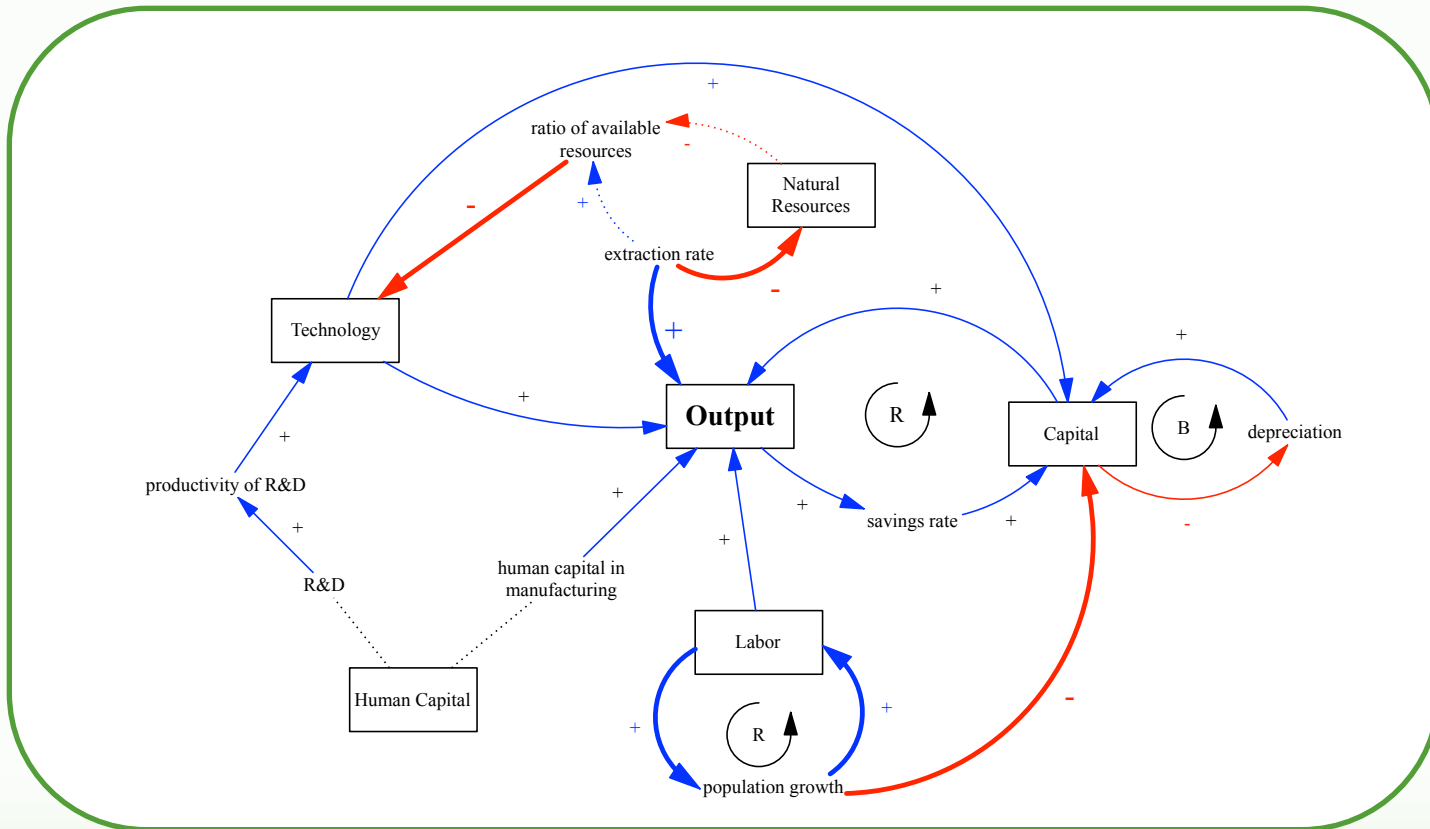 +
ratio of available
resources
-
Natural
Resources
-
+
extraction rate
-
+
+
Technology
+
+
Output
R
Capital
B
depreciation
+
productivity of R&D
+
+
+
savings rate
+
-
+
+
human capital in
manufacturing
R&D
Labor
Human Capital
-
+
+
R
population growth